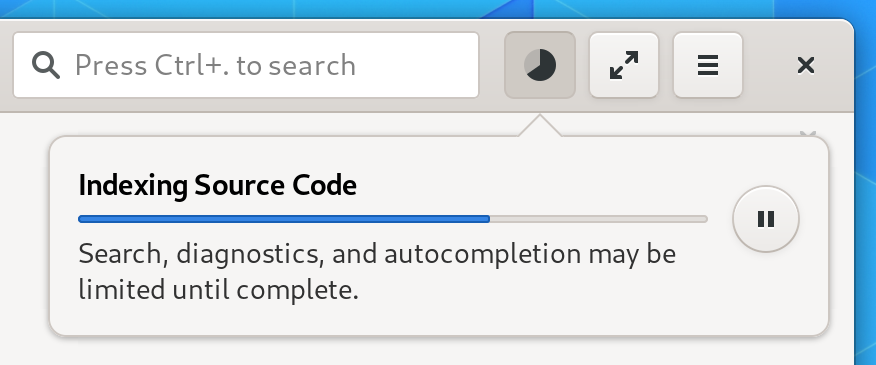 Press Ctrl+. to search
Indexing Source Code
Search, diagnostics, and autocompletion may be
limited until complete.